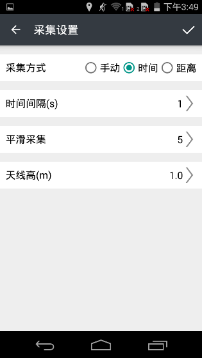 下午3:49
采集设置
采集方式 手动 时间 距离
时间间隔(s) 1
平滑采集 5
天线高(m) 1.0